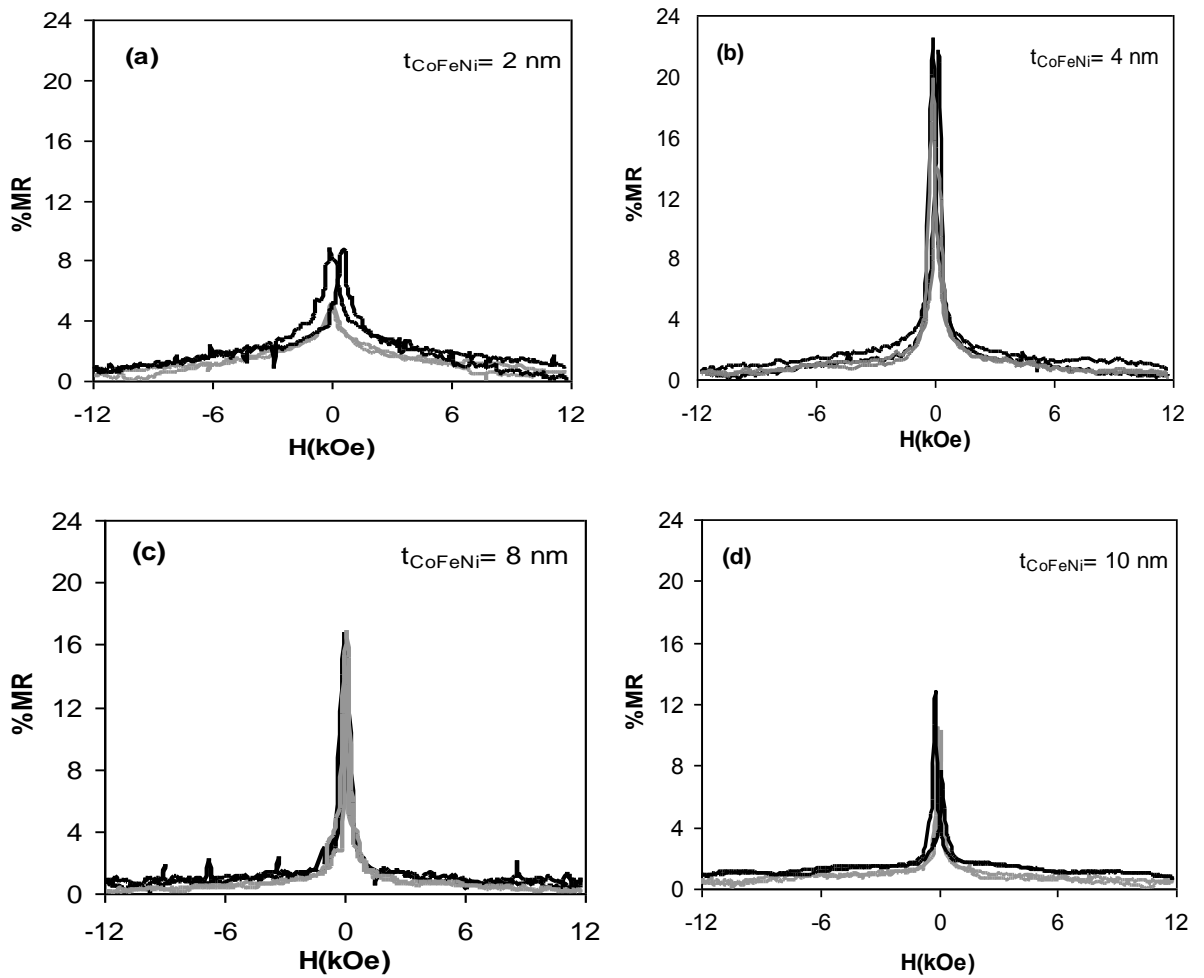 (a)
t_CoFeNi= 2 nm
%MR
24
20
16
12
8
4
0
-12 -6 0 6 12
H(kOe)
(b)
t_CoFeNi= 4 nm
%MR
24
20
16
12
8
4
0
-12 -6 0 6 12
H(kOe)
(c)
t_CoFeNi= 8 nm
%MR
24
20
16
12
8
4
0
-12 -6 0 6 12
H(kOe)
(d)
t_CoFeNi= 10 nm
%MR
24
20
16
12
8
4
0
-12 -6 0 6 12
H(kOe)